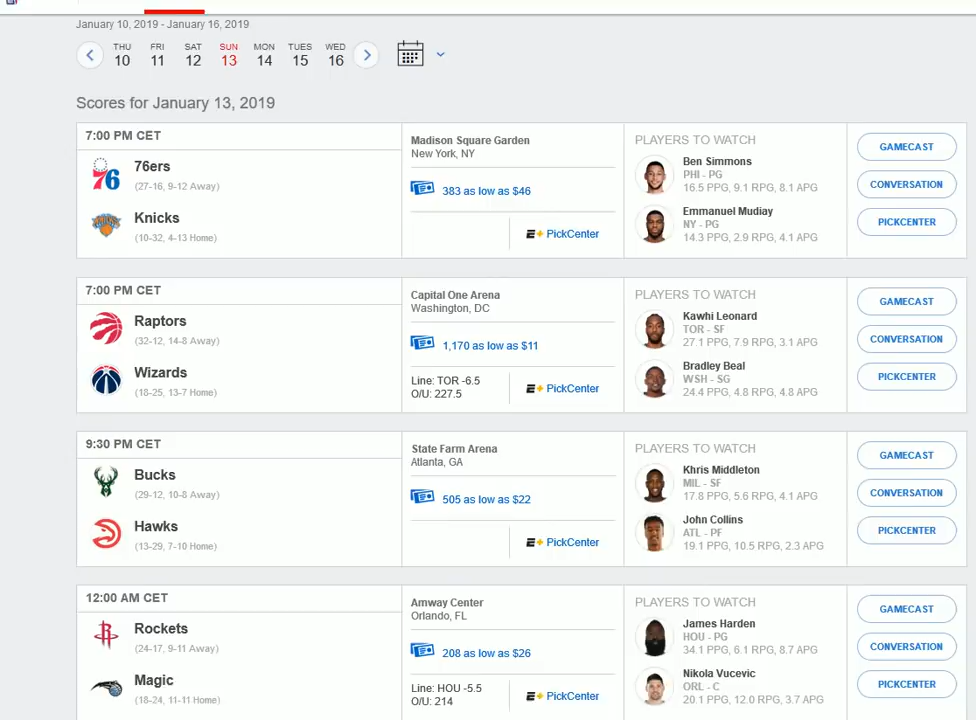 January 10, 2019 - January 16, 2019
THU FRI SAT SUN MON TUES WED
10 11 12 13 14 15 16
Scores for January 13, 2019
7:00 PM CET
76
76ers
(27-16, 9-12 Away)
Knicks
(10-32, 4-13 Home)
Madison Square Garden
New York, NY
383 as low as $46
E+ PickCenter
PLAYERS TO WATCH
Ben Simmons
PHI - PG
16.5 PPG, 9.1 RPG, 8.1 APG
Emmanuel Mudiay
NY - PG
14.3 PPG, 2.9 RPG, 4.1 APG
GAMECAST
CONVERSATION
PICKCENTER
7:00 PM CET
Raptors
(32-12, 14-8 Away)
Wizards
(18-25, 13-7 Home)
Capital One Arena
Washington, DC
1,170 as low as $11
Line: TOR -6.5
O/U: 227.5
E+ PickCenter
PLAYERS TO WATCH
Kawhi Leonard
TOR - SF
27.1 PPG, 7.9 RPG, 3.1 APG
Bradley Beal
WSH - SG
24.4 PPG, 4.8 RPG, 4.8 APG
GAMECAST
CONVERSATION
PICKCENTER
9:30 PM CET
Bucks
(29-12, 10-8 Away)
Hawks
(13-29, 7-10 Home)
State Farm Arena
Atlanta, GA
505 as low as $22
E+ PickCenter
PLAYERS TO WATCH
Khris Middleton
MIL - SF
17.8 PPG, 5.6 RPG, 4.1 APG
John Collins
ATL - PF
19.1 PPG, 10.5 RPG, 2.3 APG
GAMECAST
CONVERSATION
PICKCENTER
12:00 AM CET
R
Rockets
(24-17, 9-11 Away)
Magic
(18-24, 11-11 Home)
Amway Center
Orlando, FL
208 as low as $26
Line: HOU -5.5
O/U: 214
E+ PickCenter
PLAYERS TO WATCH
James Harden
HOU - PG
34.1 PPG, 6.1 RPG, 8.7 APG
Nikola Vucevic
ORL - C
20.1 PPG, 12.0 RPG, 3.7 APG
GAMECAST
CONVERSATION
PICKCENTER